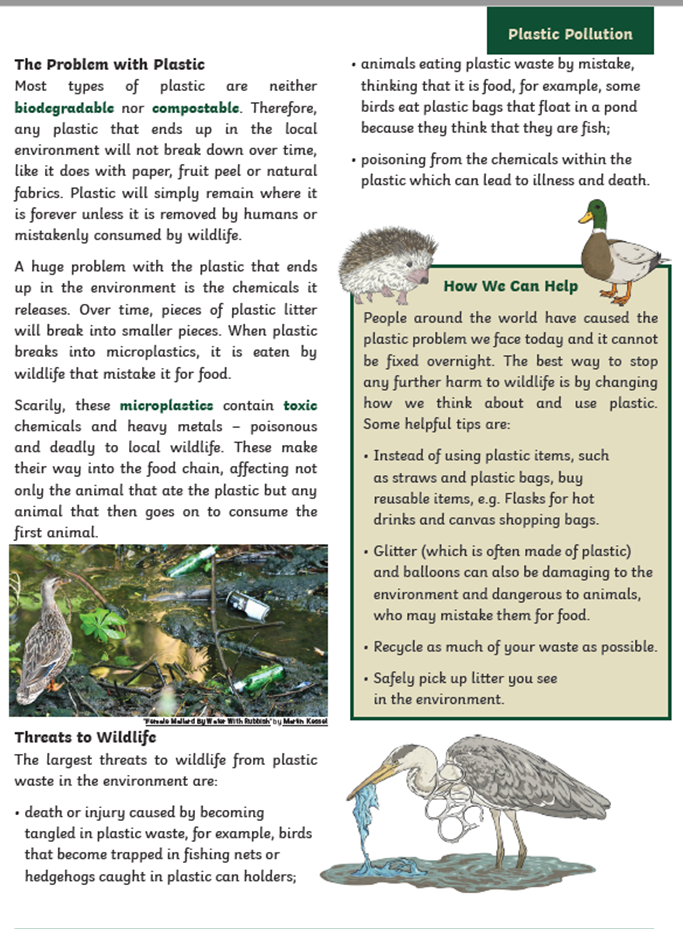 Plastic Pollution
The Problem with Plastic
Most types of plastic are neither
biodegradable nor compostable. Therefore,
any plastic that ends up in the local
environment will not break down over time,
like it does with paper, fruit peel or natural
fabrics. Plastic will simply remain where it
is forever unless it is removed by humans or
mistakenly consumed by wildlife.
A huge problem with the plastic that ends
up in the environment is the chemicals it
releases. Over time, pieces of plastic litter
will break into smaller pieces. When plastic
breaks into microplastics, it is eaten by
wildlife that mistake it for food.
Scarily, these microplastics contain toxic
chemicals and heavy metals – poisonous
and deadly to local wildlife. These make
their way into the food chain, affecting not
only the animal that ate the plastic but any
animal that then goes on to consume the
first animal.
"Female Mallard By Water With Rubbish" by Martin Kessel
Threats to Wildlife
The largest threats to wildlife from plastic
waste in the environment are:
• death or injury caused by becoming
tangled in plastic waste, for example, birds
that become trapped in fishing nets or
hedgehogs caught in plastic can holders;
• animals eating plastic waste by mistake,
thinking that it is food, for example, some
birds eat plastic bags that float in a pond
because they think that they are fish;
• poisoning from the chemicals within the
plastic which can lead to illness and death.
How We Can Help
People around the world have caused the
plastic problem we face today and it cannot
be fixed overnight. The best way to stop
any further harm to wildlife is by changing
how we think about and use plastic.
Some helpful tips are:
• Instead of using plastic items, such
as straws and plastic bags, buy
reusable items, e.g. Flasks for hot
drinks and canvas shopping bags.
• Glitter (which is often made of plastic)
and balloons can also be damaging to the
environment and dangerous to animals,
who may mistake them for food.
• Recycle as much of your waste as possible.
• Safely pick up litter you see
in the environment.